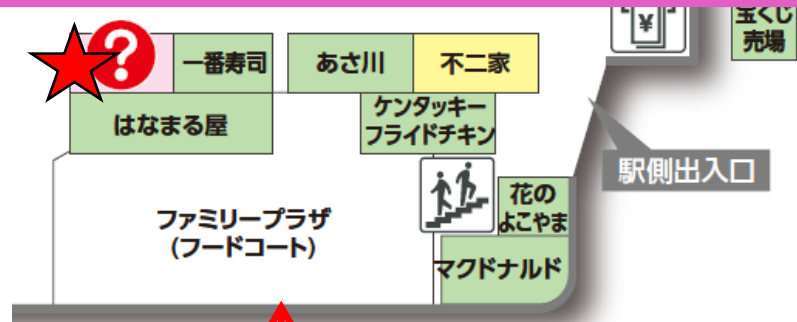 ¥
宝くじ
売場
?
一番寿司
あさ川
不二家
はなまる屋
ケンタッキー
フライドチキン
駅側出入口
花の
よこやま
ファミリープラザ
(フードコート)
マクドナルド